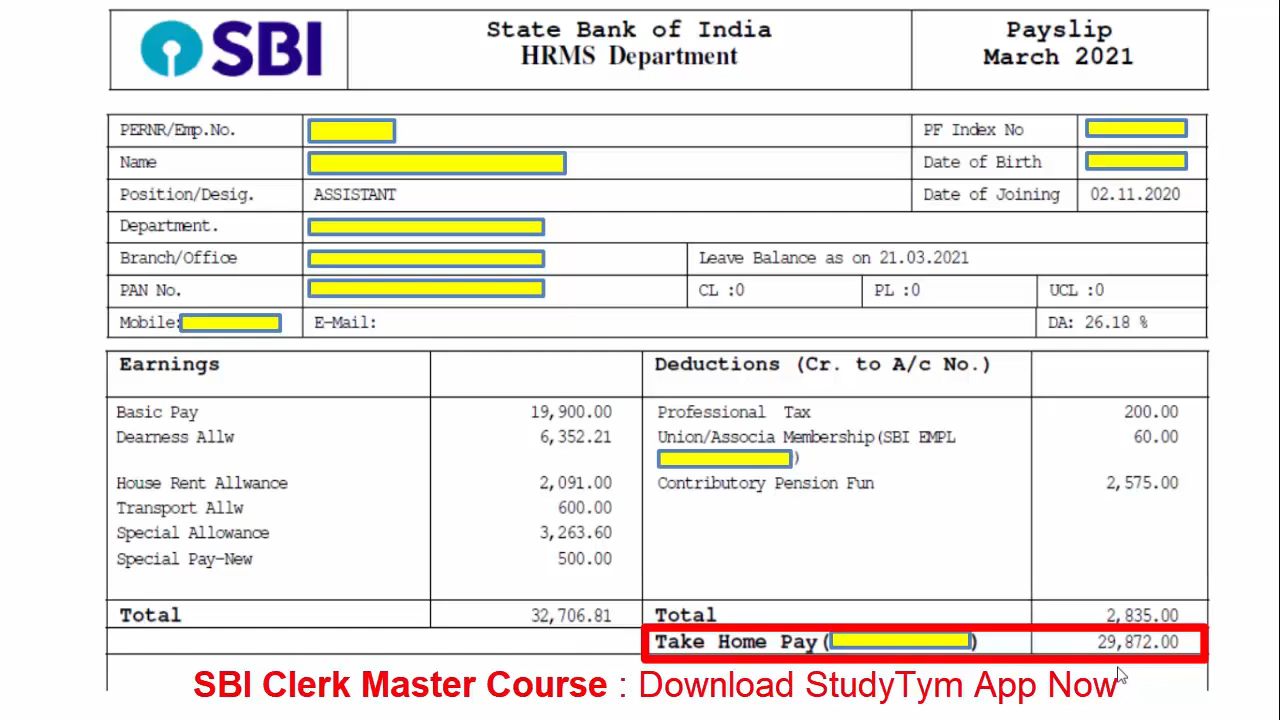 SBI
State Bank of India
HRMS Department
Payslip
March 2021
PERNR/Emp.No.
PF Index No
Name
Date of Birth
Position/Desig. ASSISTANT
Date of Joining 02.11.2020
Department.
Branch/Office
Leave Balance as on 21.03.2021
PAN No.
CL :0 PL :0 UCL :0
Mobile:
E-Mail:
DA: 26.18 %
Earnings Deductions (Cr. to A/c No.)
Basic Pay 19,900.00 Professional Tax 200.00
Dearness Allw 6,352.21 Union/Associa Membership(SBI EMPL 60.00
)
House Rent Allwance 2,091.00 Contributory Pension Fun 2,575.00
Transport Allw 600.00
Special Allowance 3,263.60
Special Pay-New 500.00
Total 32,706.81 Total 2,835.00
Take Home Pay( ) 29,872.00
SBI Clerk Master Course : Download StudyTym App Now